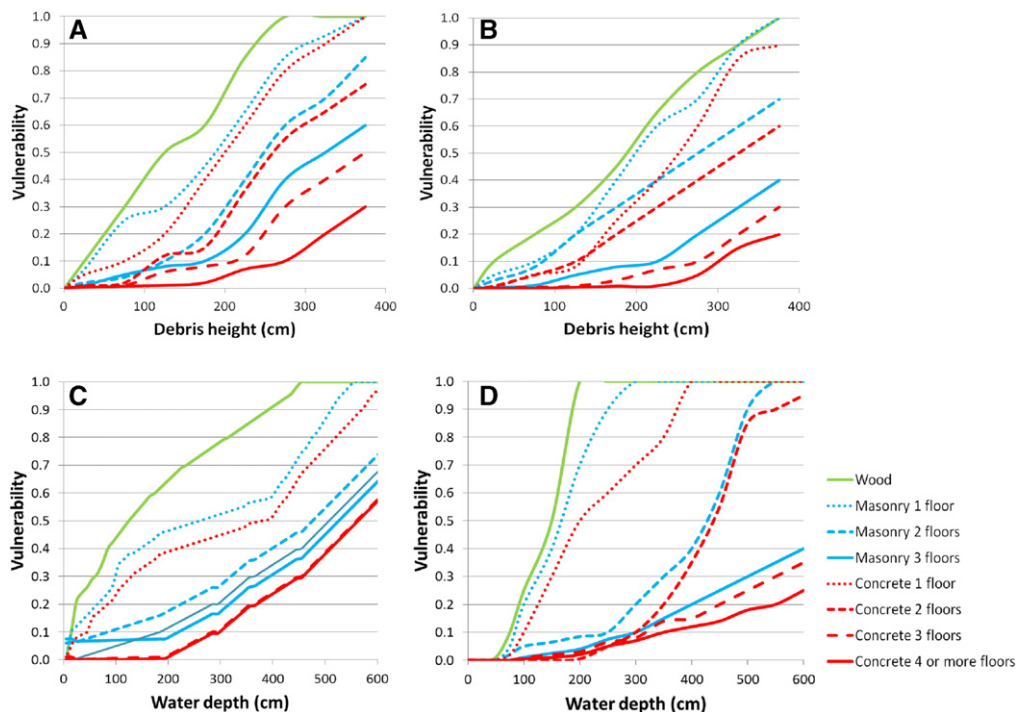 A
B
1.0
0.9
0.8
0.7
0.6
0.5
0.4
0.3
0.2
0.1
0.0
Vulnerability
0 100 200 300 400
Debris height (cm)
1.0
0.9
0.8
0.7
0.6
0.5
0.4
0.3
0.2
0.1
0.0
Vulnerability
0 100 200 300 400
Debris height (cm)
C
D
1.0
0.9
0.8
0.7
0.6
0.5
0.4
0.3
0.2
0.1
0.0
Vulnerability
0 100 200 300 400 500 600
Water depth (cm)
1.0
0.9
0.8
0.7
0.6
0.5
0.4
0.3
0.2
0.1
0.0
Vulnerability
0 100 200 300 400 500 600
Water depth (cm)
Wood
Masonry 1 floor
Masonry 2 floors
Masonry 3 floors
Concrete 1 floor
Concrete 2 floors
Concrete 3 floors
Concrete 4 or more floors